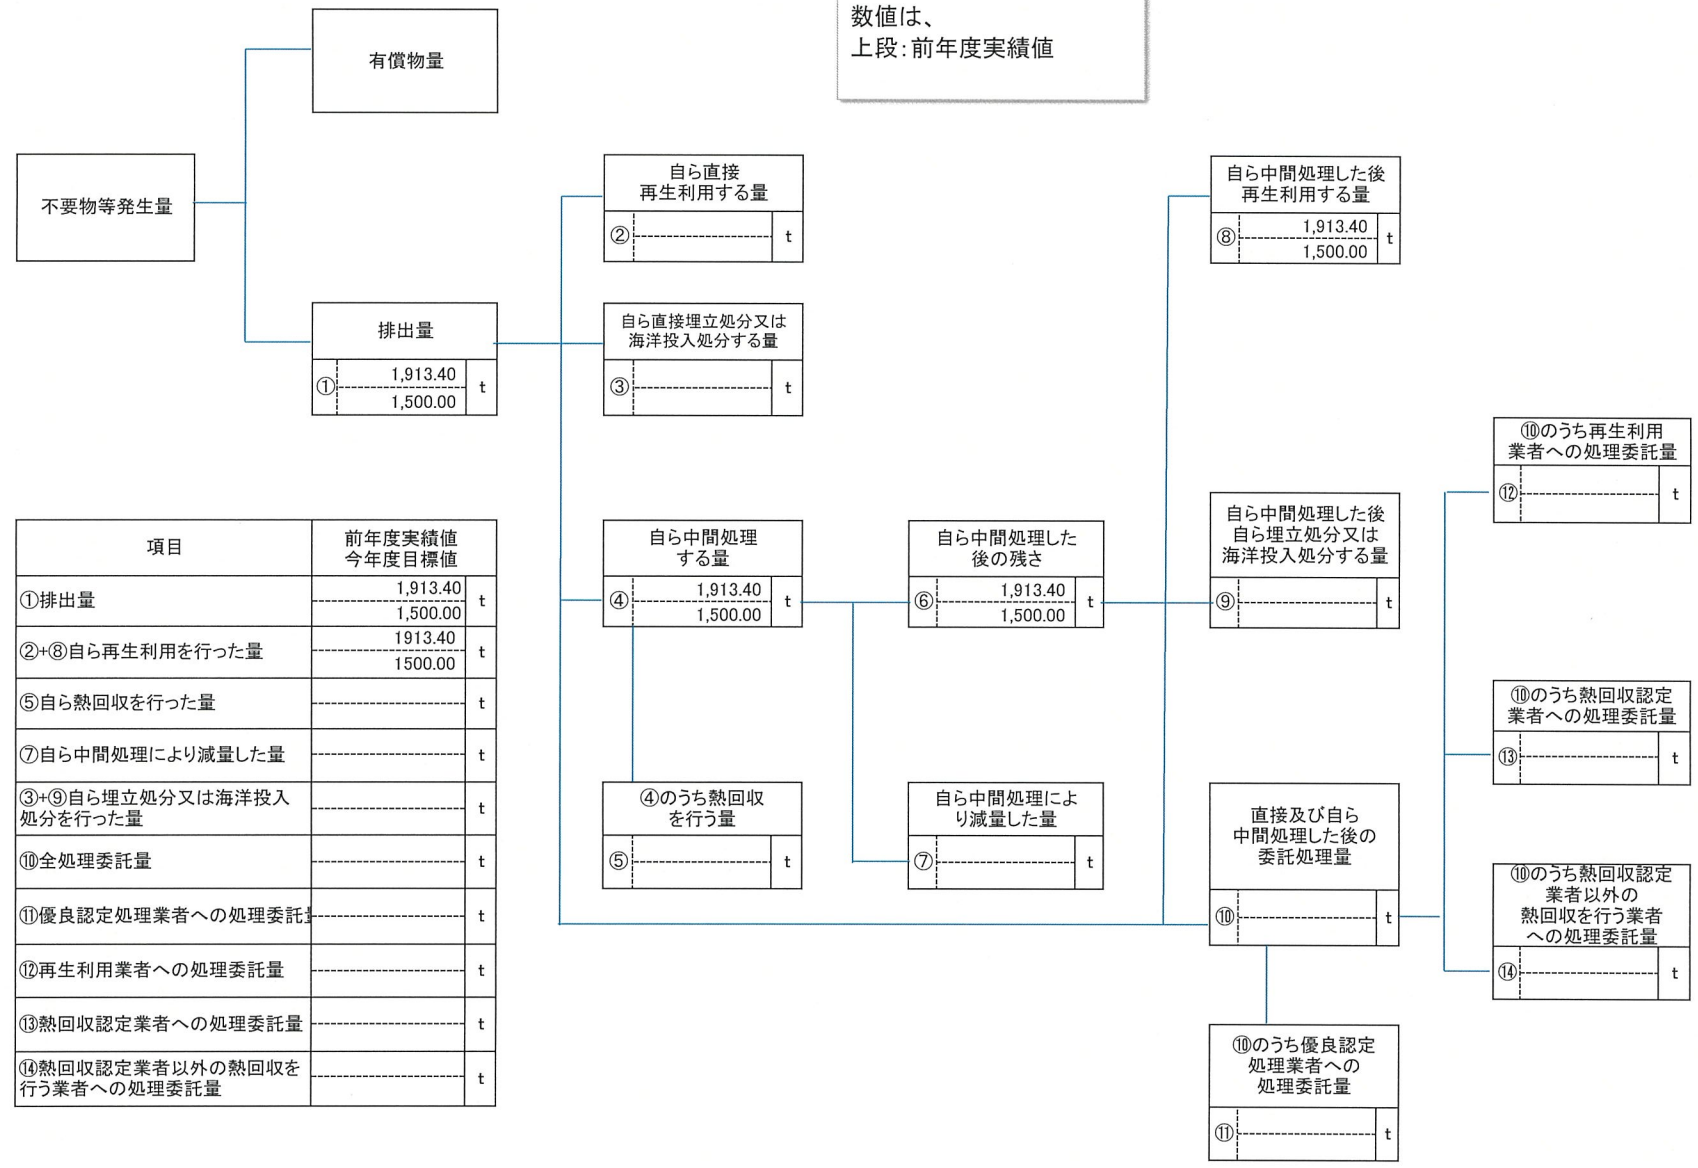 数値は、
上段:前年度実績値
有償物量
不要物等発生量
排出量
①
1,913.40
1,500.00
t
自ら直接
再生利用する量
②
t
自ら直接埋立処分又は
海洋投入処分する量
③
t
自ら中間処理した後
再生利用する量
⑧
1,913.40
1,500.00
t
自ら中間処理
する量
④
1,913.40
1,500.00
t
自ら中間処理した
後の残さ
⑥
1,913.40
1,500.00
t
自ら中間処理した後
自ら埋立処分又は
海洋投入処分する量
⑨
t
④のうち熱回収
を行う量
⑤
t
自ら中間処理によ
り減量した量
⑦
t
直接及び自ら
中間処理した後の
委託処理量
⑩
t
⑩のうち優良認定
処理業者への
処理委託量
⑪
t
⑩のうち再生利用
業者への処理委託量
⑫
t
⑩のうち熱回収認定
業者への処理委託量
⑬
t
⑩のうち熱回収認定
業者以外の
熱回収を行う業者
への処理委託量
⑭
t
項目
前年度実績値
今年度目標値
①排出量
1,913.40
1,500.00
t
②+⑧自ら再生利用を行った量
1913.40
1500.00
t
⑤自ら熱回収を行った量
t
⑦自ら中間処理により減量した量
t
③+⑨自ら埋立処分又は海洋投入
処分を行った量
t
⑩全処理委託量
t
⑪優良認定処理業者への処理委託
t
⑫再生利用業者への処理委託量
t
⑬熱回収認定業者への処理委託量
t
⑭熱回収認定業者以外の熱回収を
行う業者への処理委託量
t